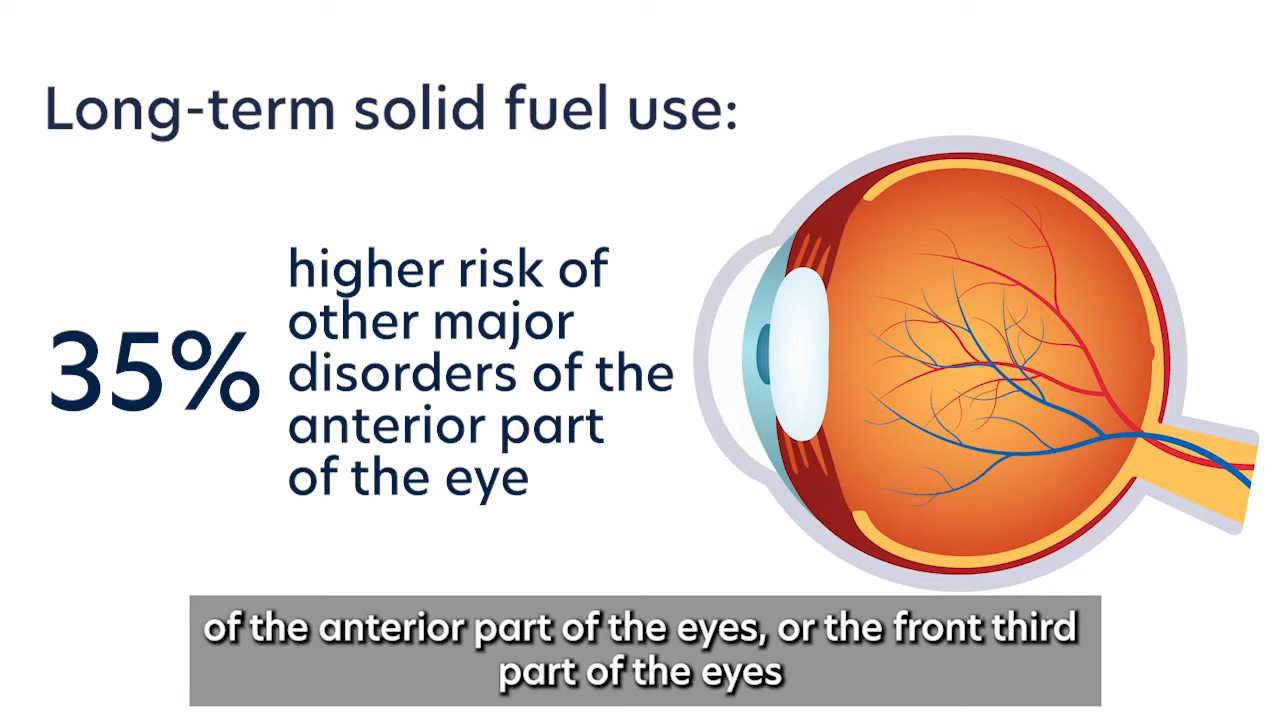 Long-term solid fuel use:
35%
higher risk of
other major
disorders of the
anterior part
of the eye
of the anterior part of the eyes, or the front third
part of the eyes